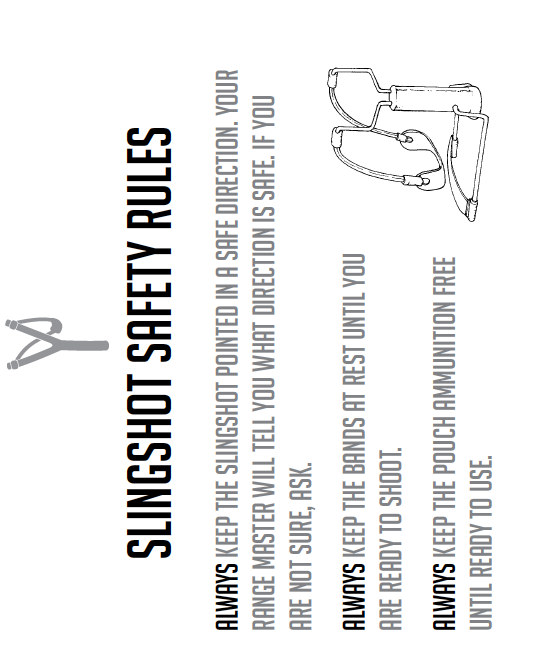 SLINGSHOT SAFETY RULES
ALWAYS KEEP THE SLINGSHOT POINTED IN A SAFE DIRECTION. YOUR
RANGE MASTER WILL TELL YOU WHAT DIRECTION IS SAFE. IF YOU
ARE NOT SURE, ASK.
ALWAYS KEEP THE BANDS AT REST UNTIL YOU
ARE READY TO SHOOT.
ALWAYS KEEP THE POUCH AMMUNITION FREE
UNTIL READY TO USE.